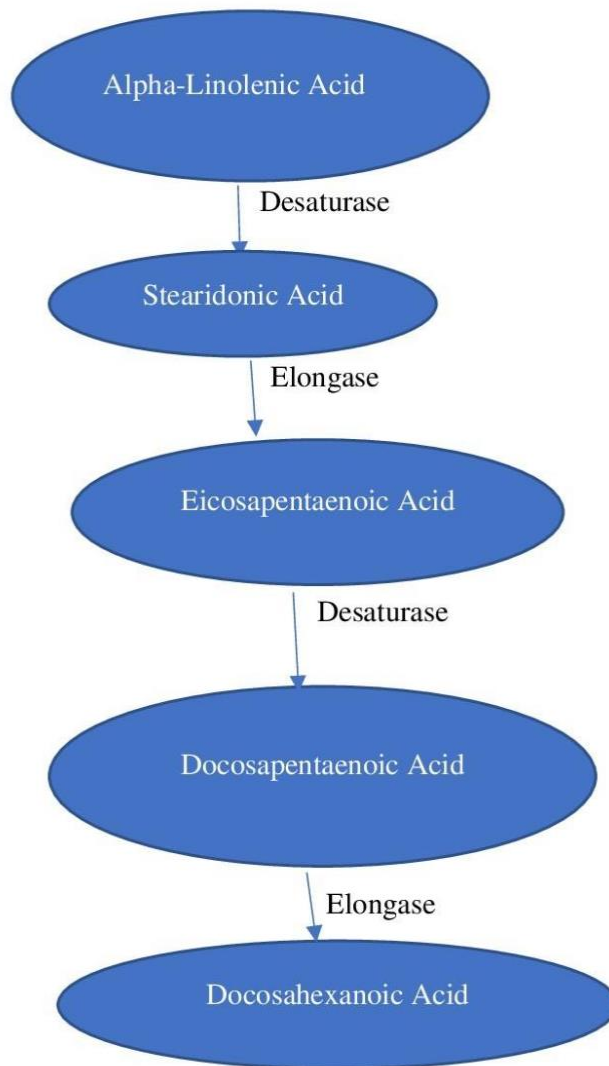 Alpha-Linolenic Acid
Desaturase
Stearidonic Acid
Elongase
Eicosapentaenoic Acid
Desaturase
Docosapentaenoic Acid
Elongase
Docosahexanoic Acid